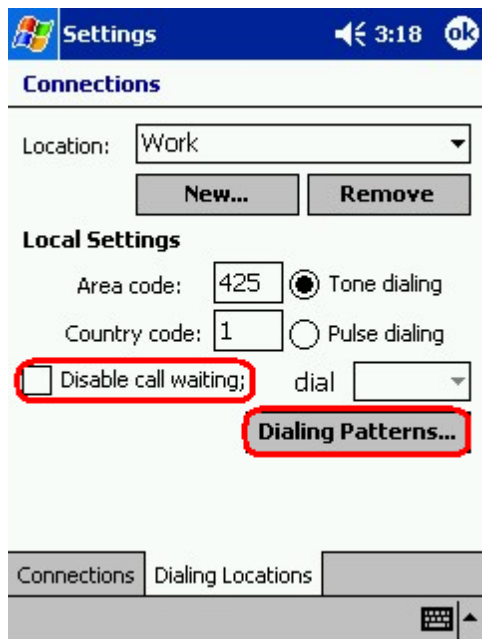 Settings 3:18 ok
Connections
Location: Work
New... Remove
Local Settings
Area code: 425 Tone dialing
Country code: 1 Pulse dialing
Disable call waiting; dial
Dialing Patterns...
Connections Dialing Locations